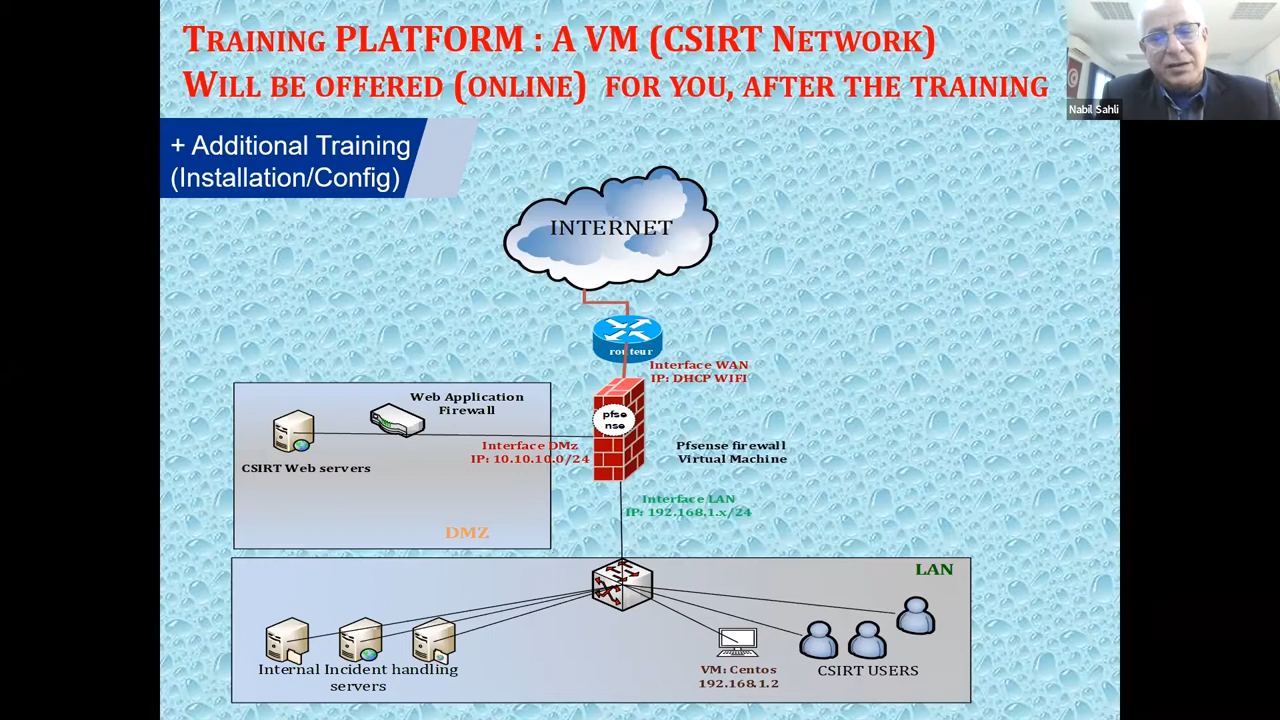 TRAINING PLATFORM : A VM (CSIRT NETWORK)
WILL BE OFFERED (ONLINE) FOR YOU, AFTER THE TRAINING
Nabil Sahli
+ Additional Training
(Installation/Config)
INTERNET
routeur
Interface WAN
IP: DHCP WIFI
Web Application
Firewall
pfse
nse
Interface DMz
IP: 10.10.10.0/24
Pfsense firewall
Virtual Machine
CSIRT Web servers
Interface LAN
IP: 192.168.1.x/24
DMZ
LAN
Internal Incident handling
servers
VM: Centos
192.168.1.2
CSIRT USERS